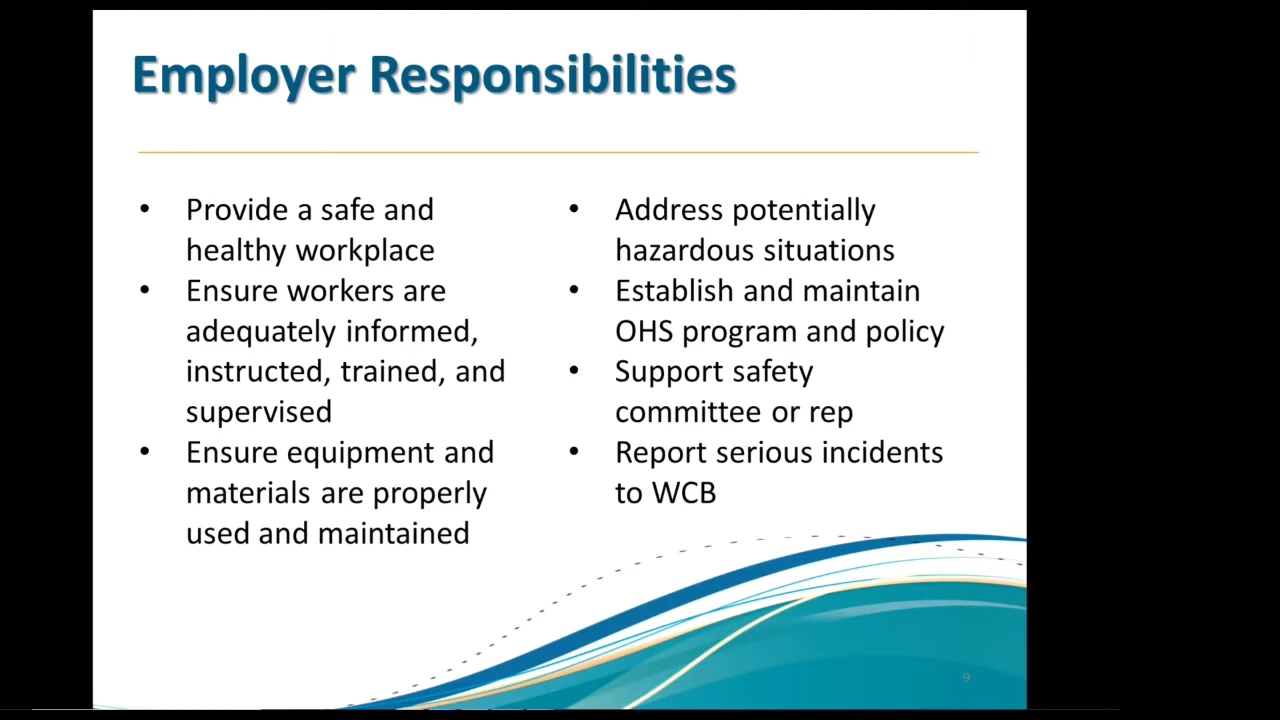 Employer Responsibilities
• Provide a safe and
healthy workplace
• Ensure workers are
adequately informed,
instructed, trained, and
supervised
• Ensure equipment and
materials are properly
used and maintained
• Address potentially
hazardous situations
• Establish and maintain
OHS program and policy
• Support safety
committee or rep
• Report serious incidents
to WCB
9